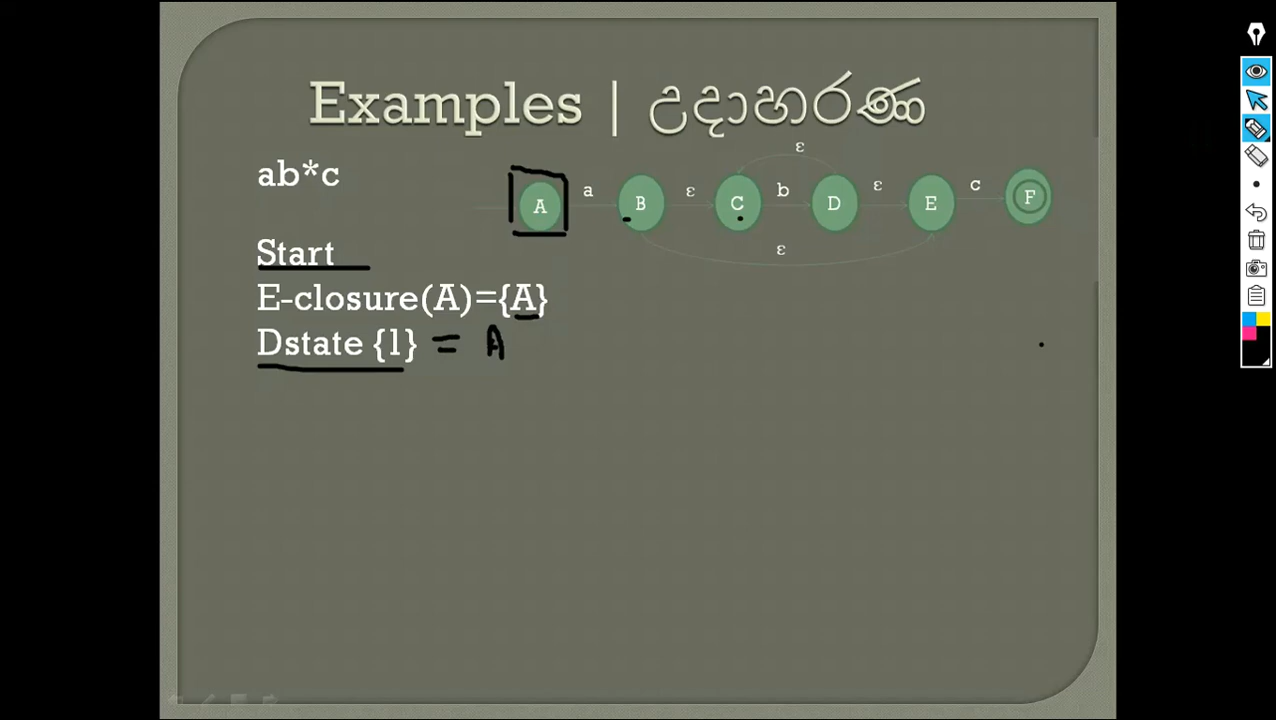 Examples | උදාහරණ
ab*c
ε
A a B ε C b D ε E c F
ε
Start
E-closure(A)={A}
Dstate {1} = A